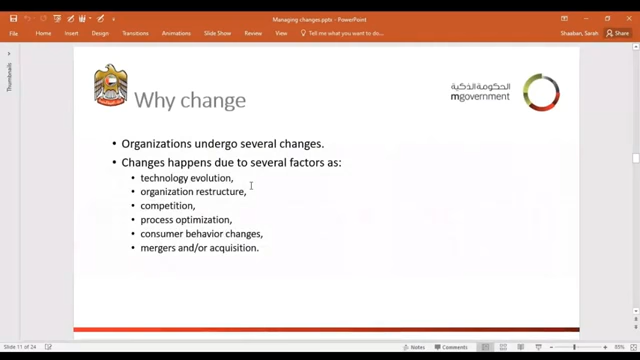 Managing changes.pptx - PowerPoint
Shaaban, Sarah
File
Home
Insert
Design
Transitions
Animations
Slide Show
Review
View
Tell me what you want to do...
Share
Thumbnails
Why change
الحكومة الذكية
mgovernment
• Organizations undergo several changes.
• Changes happens due to several factors as:
• technology evolution,
• organization restructure,
• competition,
• process optimization,
• consumer behavior changes,
• mergers and/or acquisition.
Slide 11 of 24
Notes
Comments